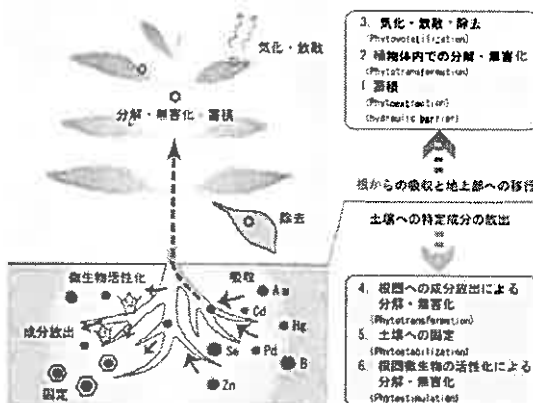 気化・放散
分解・無害化・蓄積
除去
微生物活性化
吸収
成分放出
固定
Cd
Hg
Se
Pd
B
Zn
3. 気化・放散・除去
(Phytovolatilization)
2 植物体内での分解・無害化
(Phytotransformation)
1 蓄積
(Phytoextraction)
(hydraulic barrier)
根からの吸収と地上部への移行
土壌への特定成分の放出
4. 根圏への成分放出による
分解・無害化
(Phytotransformation)
5. 土壌への固定
(Phytostabilization)
6. 根圏微生物の活性化による
分解・無害化
(Phytostimulation)